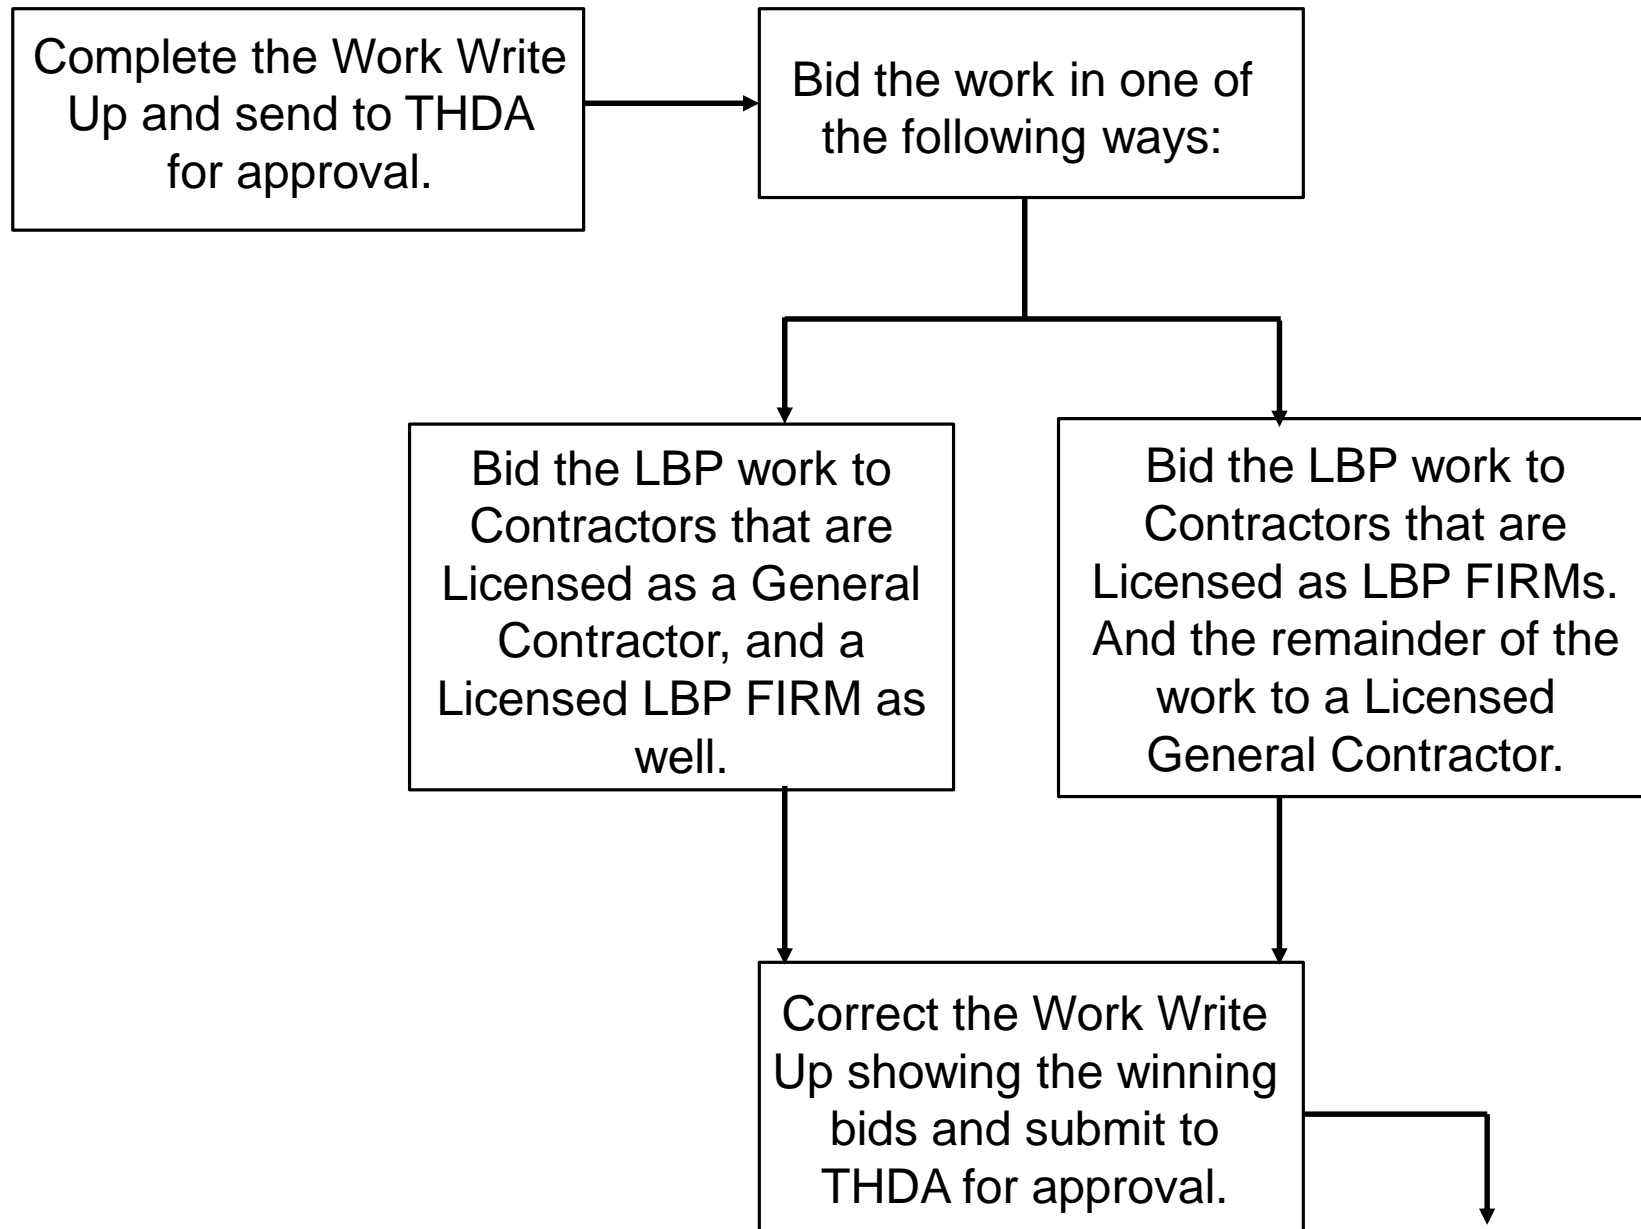 Complete the Work Write
Up and send to THDA
for approval.
Bid the work in one of
the following ways:
Bid the LBP work to
Contractors that are
Licensed as a General
Contractor, and a
Licensed LBP FIRM as
well.
Bid the LBP work to
Contractors that are
Licensed as LBP FIRMs.
And the remainder of the
work to a Licensed
General Contractor.
Correct the Work Write
Up showing the winning
bids and submit to
THDA for approval.